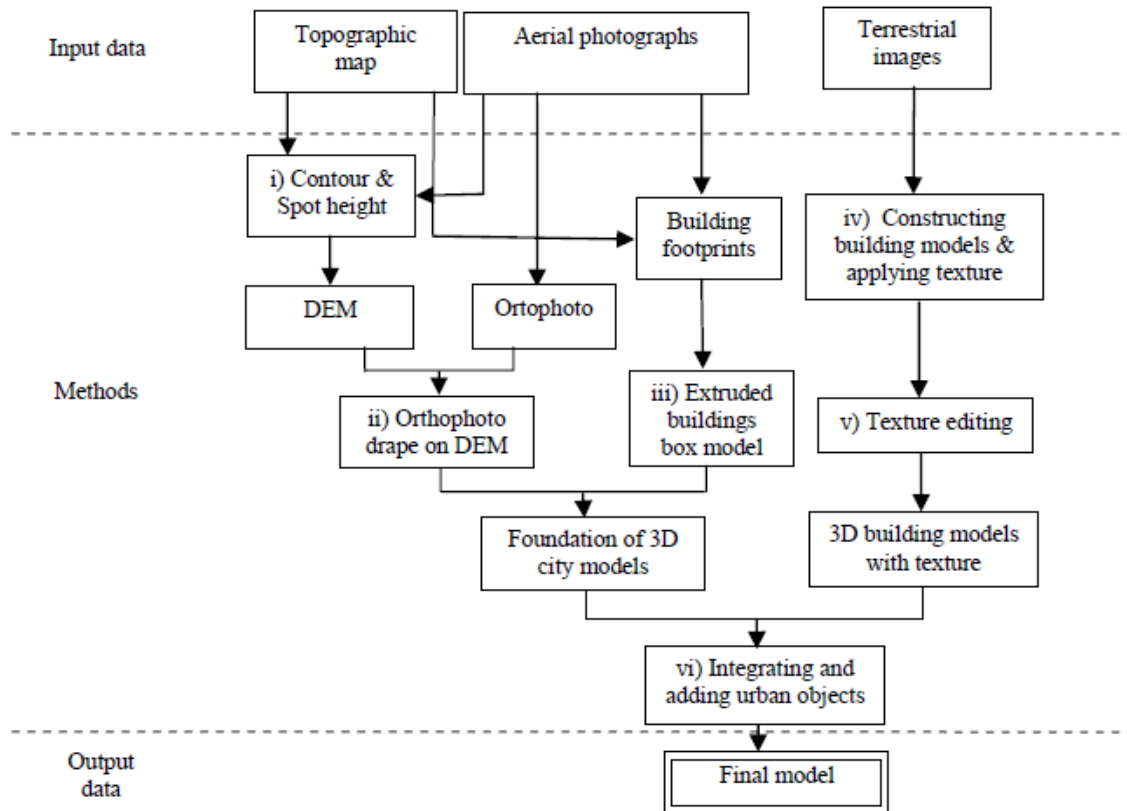 Input data
Topographic
map
Aerial photographs
Terrestrial
images
Methods
i) Contour &
Spot height
Building
footprints
iv) Constructing
building models &
applying texture
DEM
Ortophoto
ii) Orthophoto
drape on DEM
iii) Extruded
buildings
box model
v) Texture editing
Foundation of 3D
city models
3D building models
with texture
vi) Integrating and
adding urban objects
Output
data
Final model